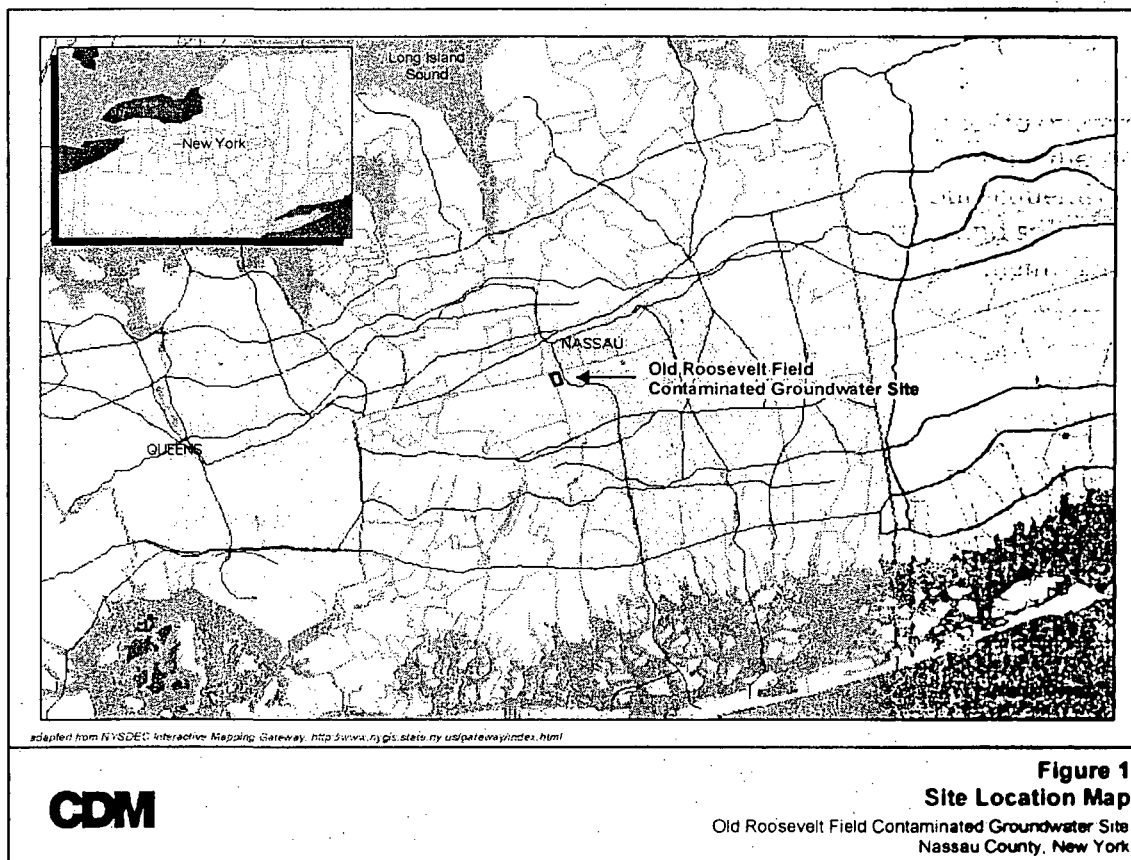 Long Island
Sound
New York
NASSAU
Old Roosevelt Field
Contaminated Groundwater Site
QUEENS
adapted from NYSDEC Interactive Mapping Gateway. http://www.nygis.state.ny.us/gateway/index.html
CDM
Figure 1
Site Location Map
Old Roosevelt Field Contaminated Groundwater Site
Nassau County, New York